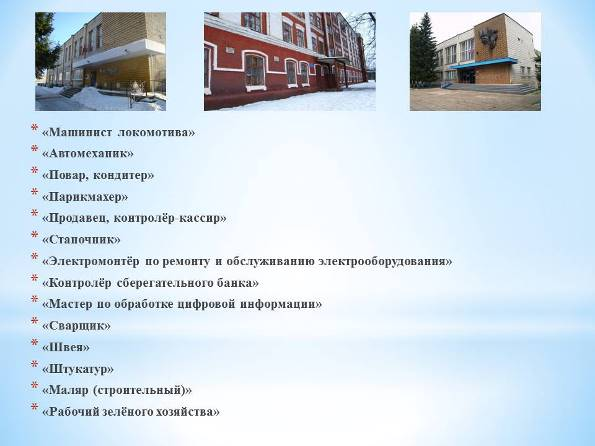 * «Машинист локомотива»
* «Автомеханик»
* «Повар, кондитер»
* «Парикмахер»
* «Продавец, контролёр-кассир»
* «Станочник»
* «Электромонтёр по ремонту и обслуживанию электрооборудования»
* «Контролёр сберегательного банка»
* «Мастер по обработке цифровой информации»
* «Сварщик»
* «Швея»
* «Штукатур»
* «Маляр (строительный)»
* «Рабочий зелёного хозяйства»